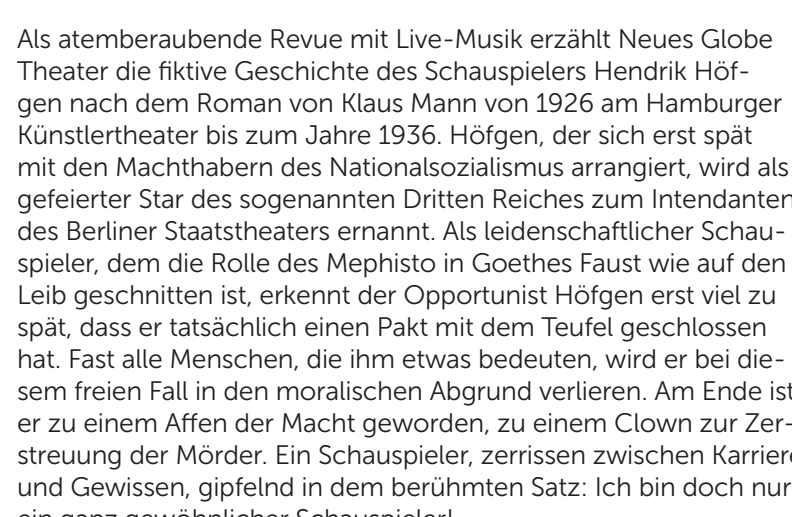 Als atemberaubende Revue mit Live-Musik erzählt Neues Globe
Theater die fiktive Geschichte des Schauspielers Hendrik Höf-
gen nach dem Roman von Klaus Mann von 1926 am Hamburger
Künstlertheater bis zum Jahre 1936. Höfgen, der sich erst spät
mit den Machthabern des Nationalsozialismus arrangiert, wird als
gefeierter Star des sogenannten Dritten Reiches zum Intendanten
des Berliner Staatstheaters ernannt. Als leidenschaftlicher Schau-
spieler, dem die Rolle des Mephisto in Goethes Faust wie auf den
Leib geschnitten ist, erkennt der Opportunist Höfgen erst viel zu
spät, dass er tatsächlich einen Pakt mit dem Teufel geschlossen
hat. Fast alle Menschen, die ihm etwas bedeuten, wird er bei die-
sem freien Fall in den moralischen Abgrund verlieren. Am Ende ist
er zu einem Affen der Macht geworden, zu einem Clown zur Zer-
streuung der Mörder. Ein Schauspieler, zerrissen zwischen Karriere
und Gewissen, gipfelnd in dem berühmten Satz: Ich bin doch nur
ein ganz gewöhnlicher Schauspieler!